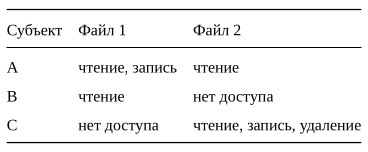 Субъект Файл 1 Файл 2
A чтение, запись чтение
B чтение нет доступа
C нет доступа чтение, запись, удаление